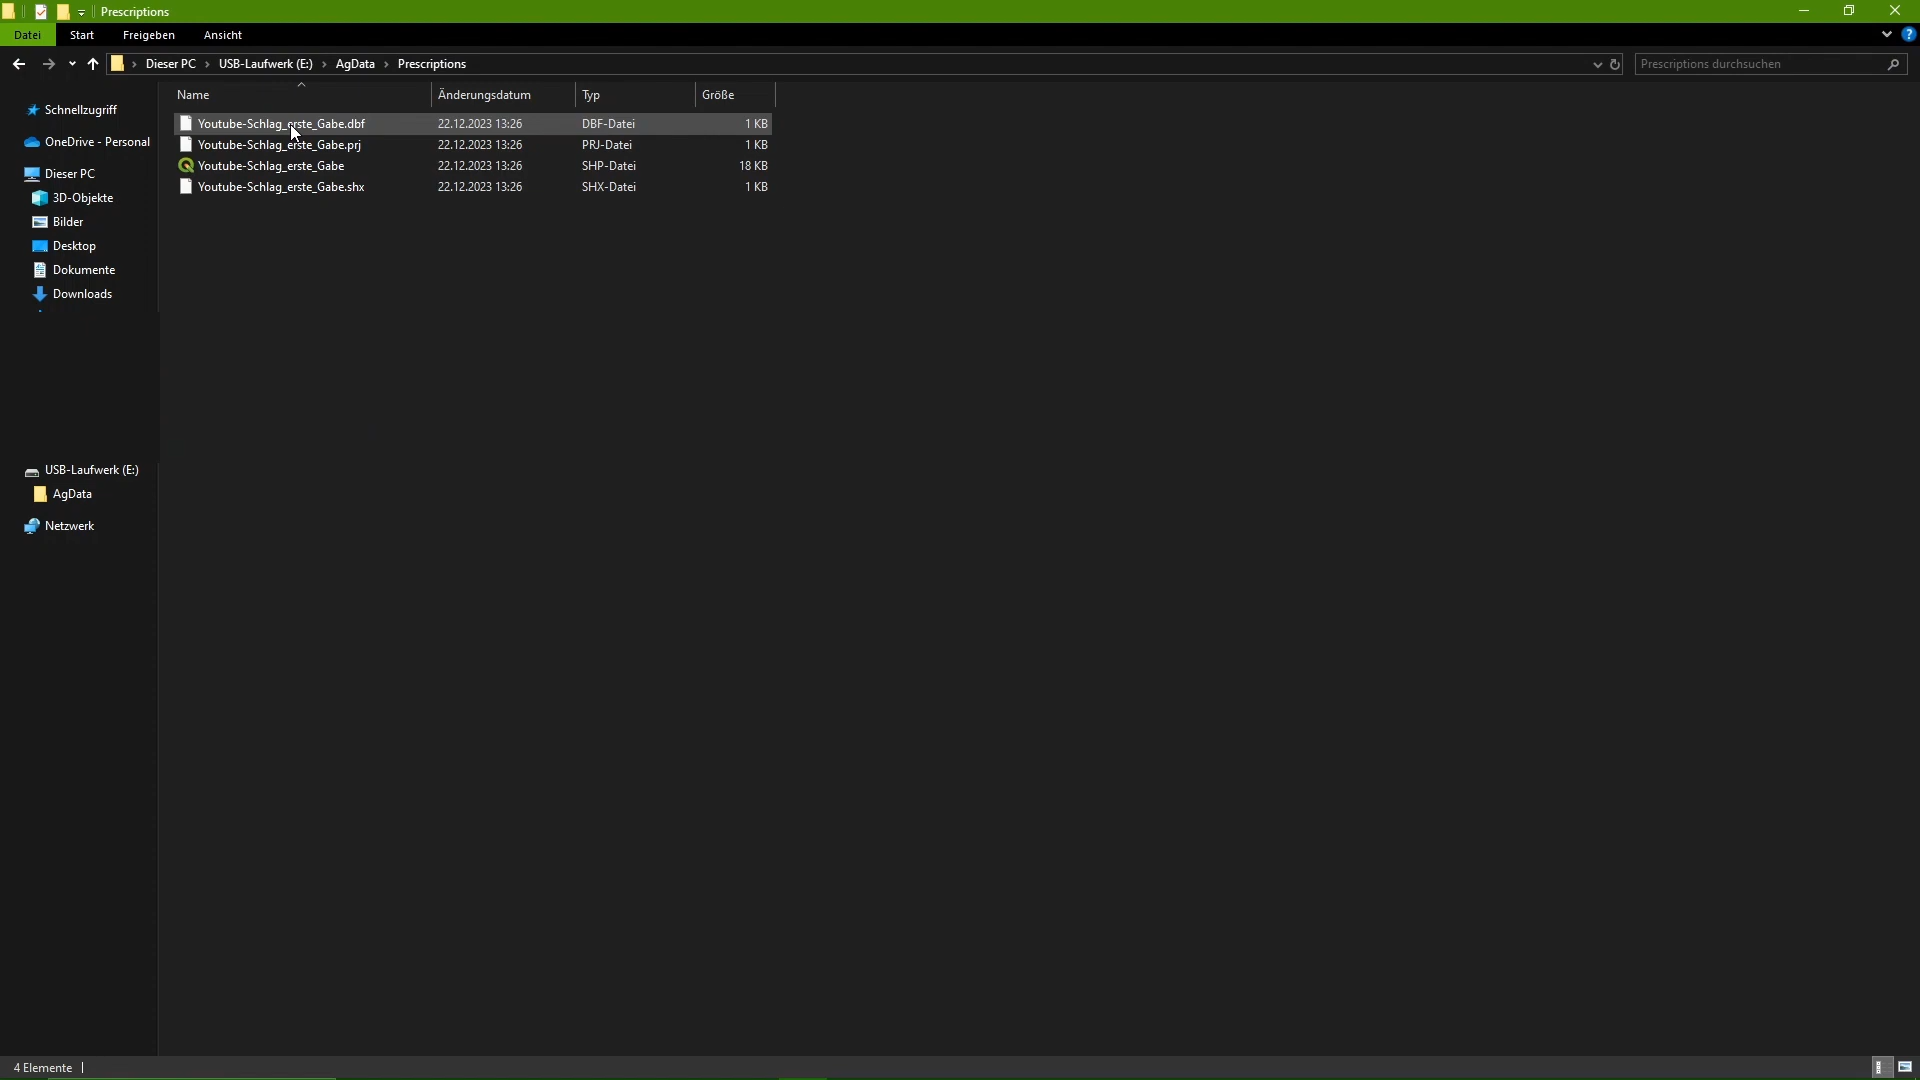 Prescriptions
Datei Start Freigeben Ansicht ?
Dieser PC > USB-Laufwerk (E:) > AgData > Prescriptions Prescriptions durchsuchen
Name Änderungsdatum Typ Größe
Youtube-Schlag_erste_Gabe.dbf 22.12.2023 13:26 DBF-Datei 1 KB
Youtube-Schlag_erste_Gabe.prj 22.12.2023 13:26 PRJ-Datei 1 KB
Youtube-Schlag_erste_Gabe 22.12.2023 13:26 SHP-Datei 18 KB
Youtube-Schlag_erste_Gabe.shx 22.12.2023 13:26 SHX-Datei 1 KB
Schnellzugriff
OneDrive - Personal
Dieser PC
3D-Objekte
Bilder
Desktop
Dokumente
Downloads
USB-Laufwerk (E:)
AgData
Netzwerk
4 Elemente